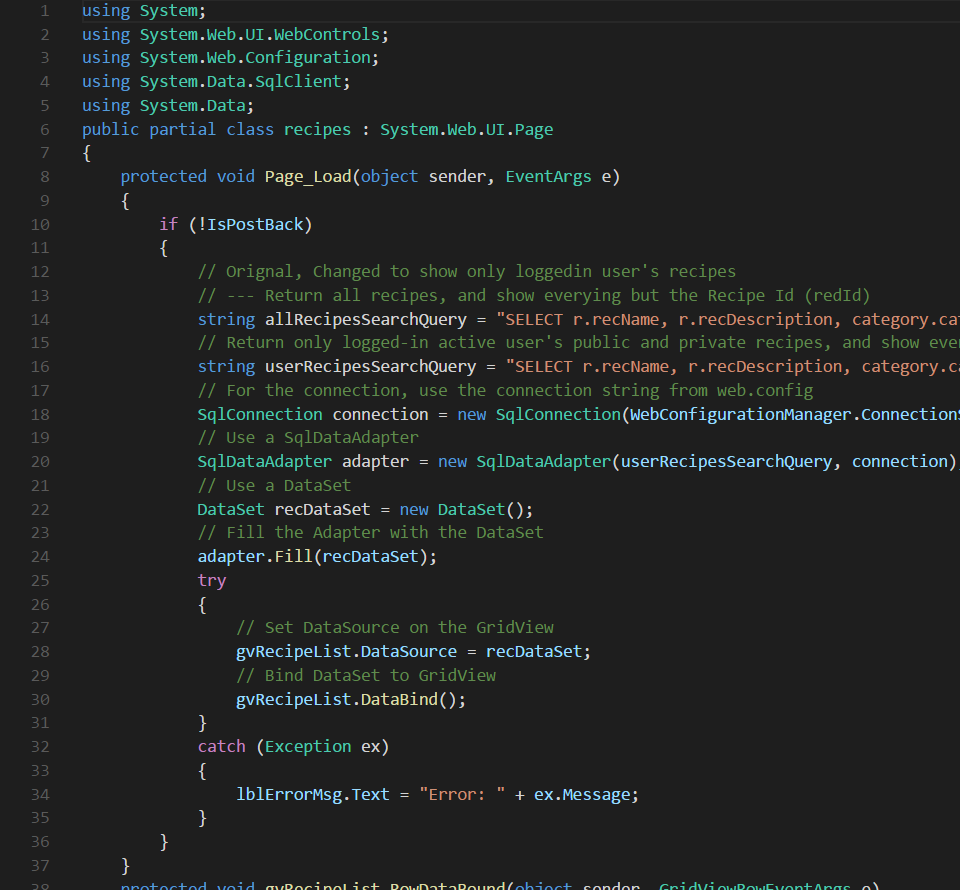 1 using System;
2 using System.Web.UI.WebControls;
3 using System.Web.Configuration;
4 using System.Data.SqlClient;
5 using System.Data;
6 public partial class recipes : System.Web.UI.Page
7 {
8 protected void Page_Load(object sender, EventArgs e)
9 {
10 if (!IsPostBack)
11 {
12 // Orignal, Changed to show only loggedin user's recipes
13 // --- Return all recipes, and show everying but the Recipe Id (redId)
14 string allRecipesSearchQuery = "SELECT r.recName, r.recDescription, category.cat
15 // Return only logged-in active user's public and private recipes, and show ever
16 string userRecipesSearchQuery = "SELECT r.recName, r.recDescription, category.ca
17 // For the connection, use the connection string from web.config
18 SqlConnection connection = new SqlConnection(WebConfigurationManager.ConnectionS
19 // Use a SqlDataAdapter
20 SqlDataAdapter adapter = new SqlDataAdapter(userRecipesSearchQuery, connection);
21 // Use a DataSet
22 DataSet recDataSet = new DataSet();
23 // Fill the Adapter with the DataSet
24 adapter.Fill(recDataSet);
25 try
26 {
27 // Set DataSource on the GridView
28 gvRecipeList.DataSource = recDataSet;
29 // Bind DataSet to GridView
30 gvRecipeList.DataBind();
31 }
32 catch (Exception ex)
33 {
34 lblErrorMsg.Text = "Error: " + ex.Message;
35 }
36 }
37 }
38 protected void gvRecipeList_RowDataBound(object sender, GridViewRowEventArgs e)